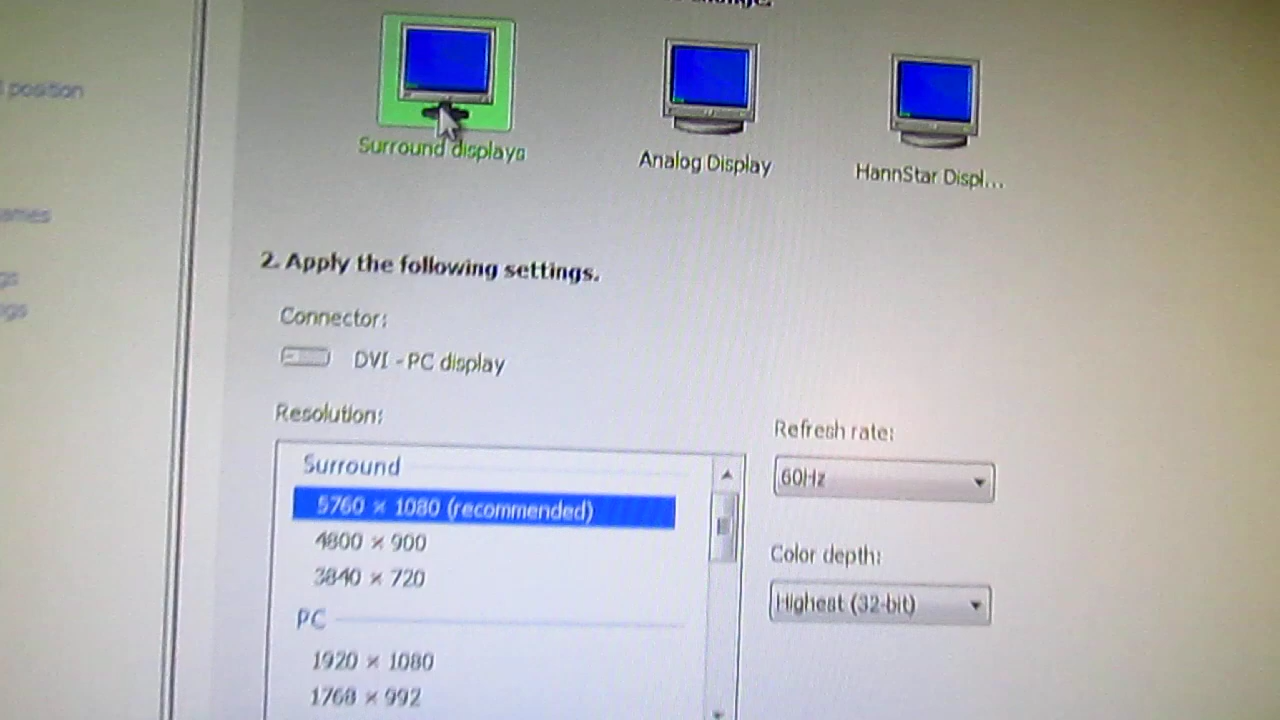 position
Surround displays
Analog Display
HannStar Displ...
2. Apply the following settings.
Connector:
DVI - PC display
Resolution:
Refresh rate:
Surround
60Hz
5760 × 1080 (recommended)
4800 × 900
3840 × 720
Color depth:
Highest (32-bit)
PC
1920 × 1080
1768 × 992